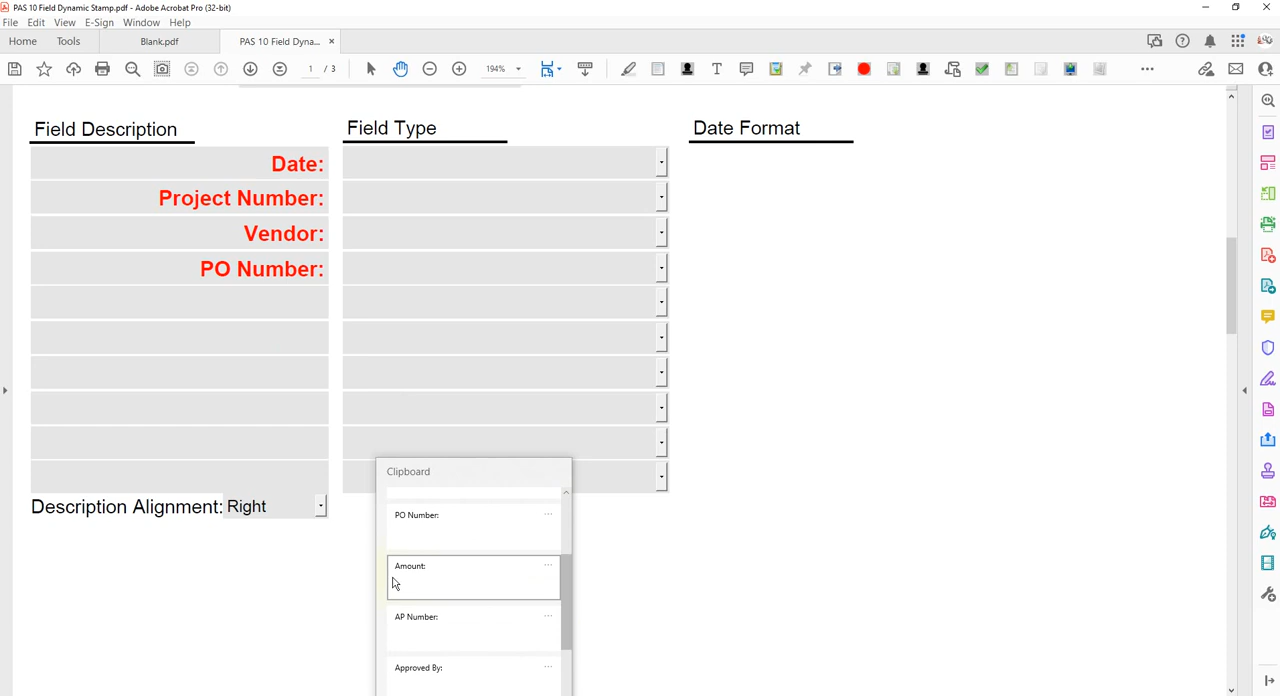 PAS 10 Field Dynamic Stamp.pdf - Adobe Acrobat Pro (32-bit)
File Edit View E-Sign Window Help
Home Tools Blank.pdf PAS 10 Field Dyna... ×
1 / 3 194%
Field Description Field Type Date Format
Date:
Project Number:
Vendor:
PO Number:
Description Alignment: Right
Clipboard
PO Number:
Amount:
AP Number:
Approved By: